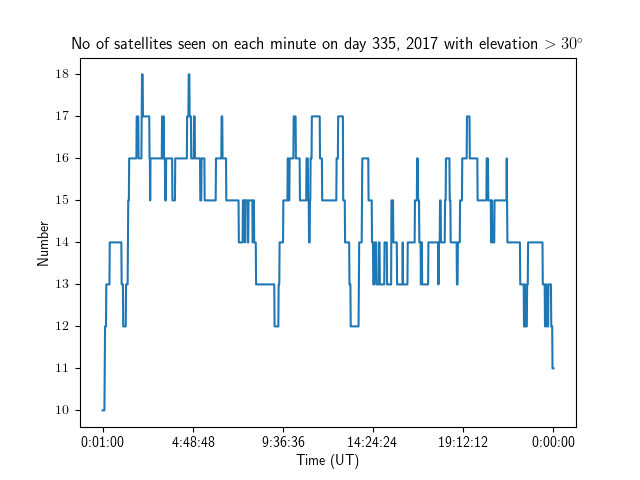 No of satellites seen on each minute on day 335, 2017 with elevation > 30°
18
17
16
15
14
13
12
11
10
Number
0:01:00 4:48:48 9:36:36 14:24:24 19:12:12 0:00:00
Time (UT)